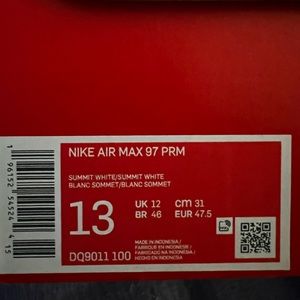 NIKE AIR MAX 97 PRM
SUMMIT WHITE/SUMMIT WHITE
BLANC SOMMET/BLANC SOMMET
13
UK 12 cm 31
BR 46 EUR 47.5
DQ9011 100
MADE IN INDONESIA/
FABRIQUÉ EN INDONÉSIE/
HECHO EN INDONESIA